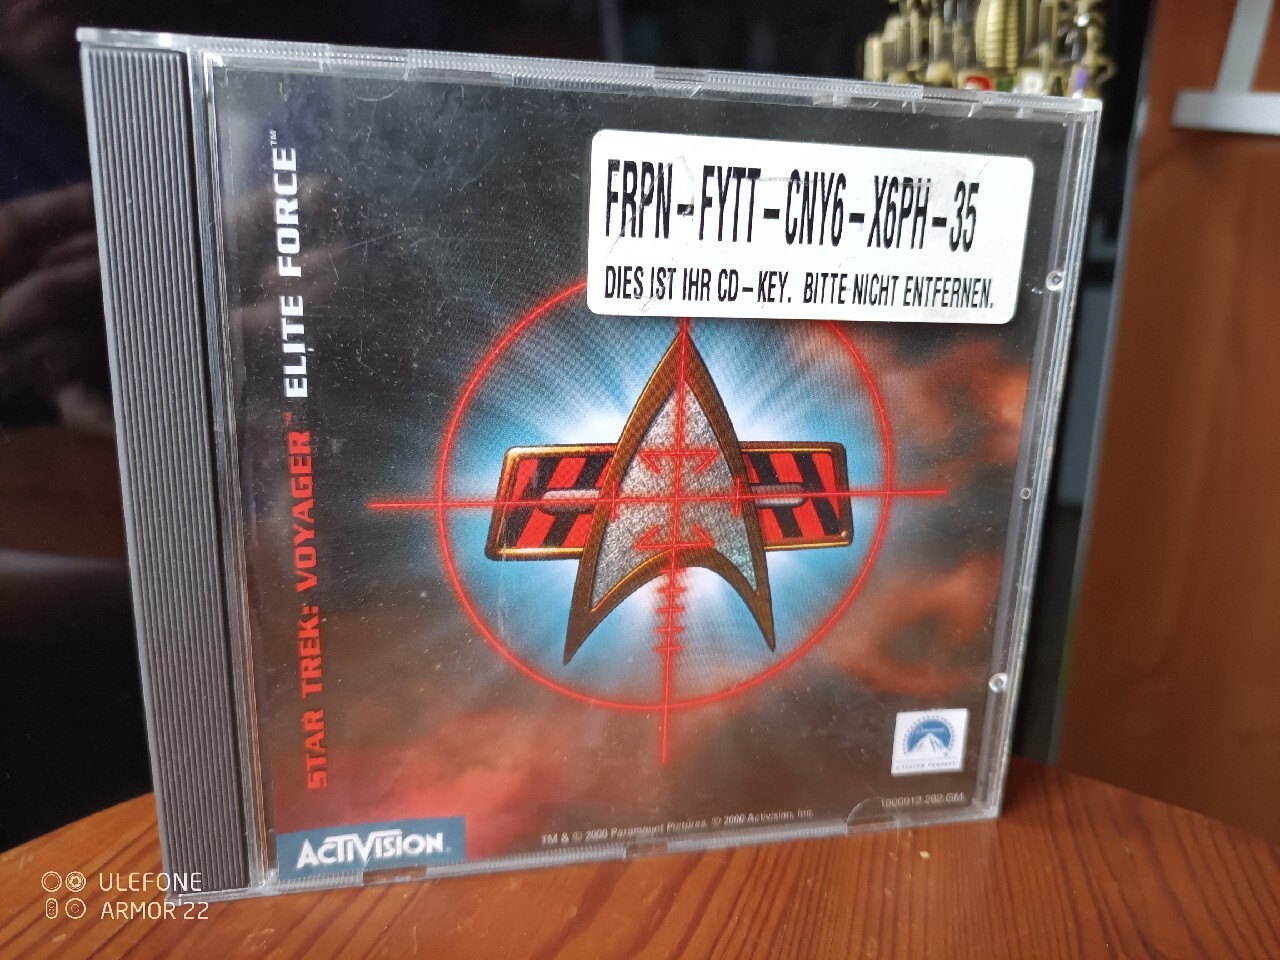 FRPN-FYTT-CNY6-X6PH-35
DIES IST IHR CD-KEY. BITTE NICHT ENTFERNEN.
STAR TREK: VOYAGER™ ELITE FORCE™
Paramount
1000912.202.GM
TM & © 2000 Paramount Pictures. © 2000 Activision, Inc.
ACTIVISION®
ULEFONE
ARMOR 22